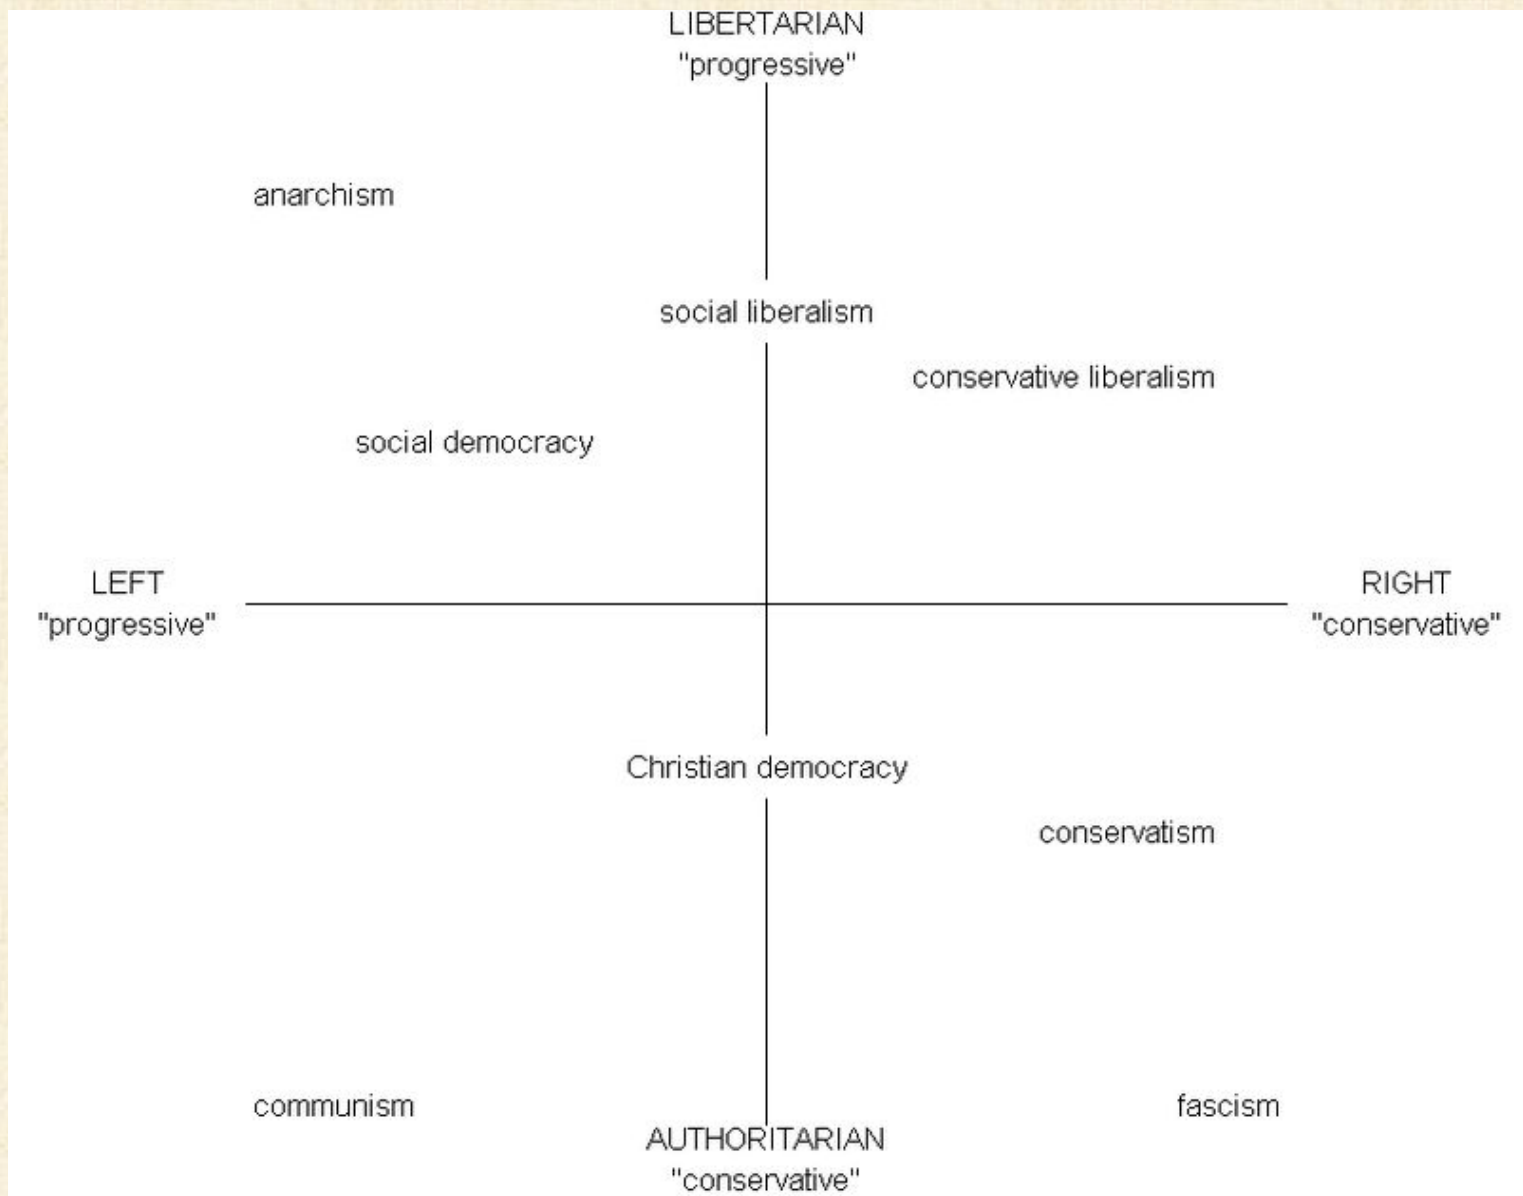 LIBERTARIAN
"progressive"
anarchism
social liberalism
conservative liberalism
social democracy
LEFT
"progressive"
RIGHT
"conservative"
Christian democracy
conservatism
communism
fascism
AUTHORITARIAN
"conservative"